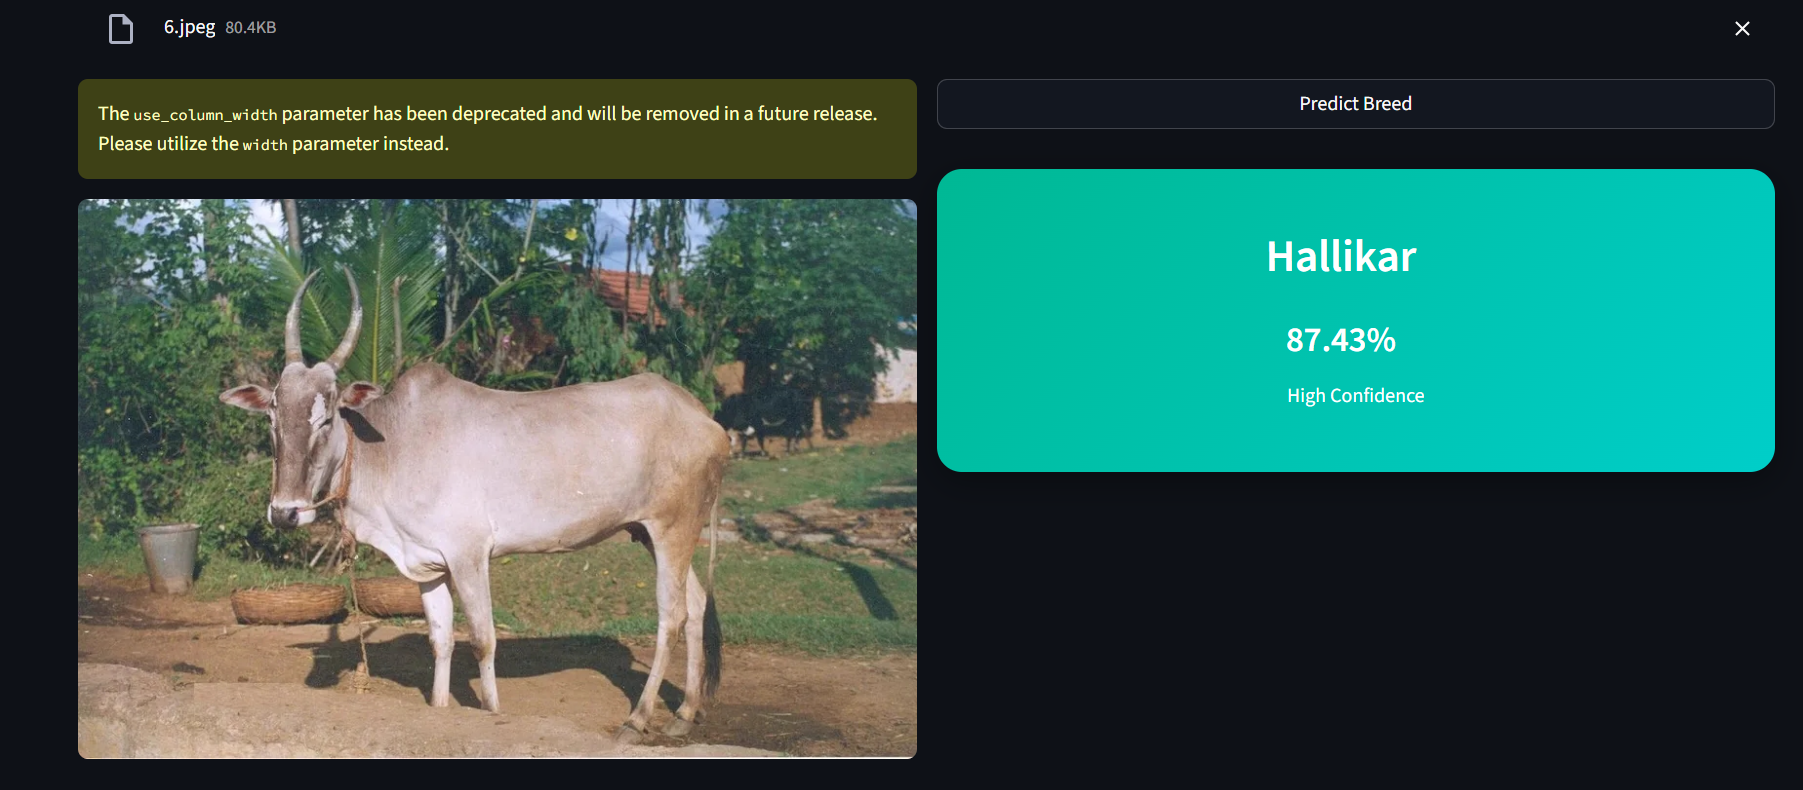 6.jpeg 80.4KB
The use_column_width parameter has been deprecated and will be removed in a future release.
Please utilize the width parameter instead.
Predict Breed
Hallikar
87.43%
High Confidence